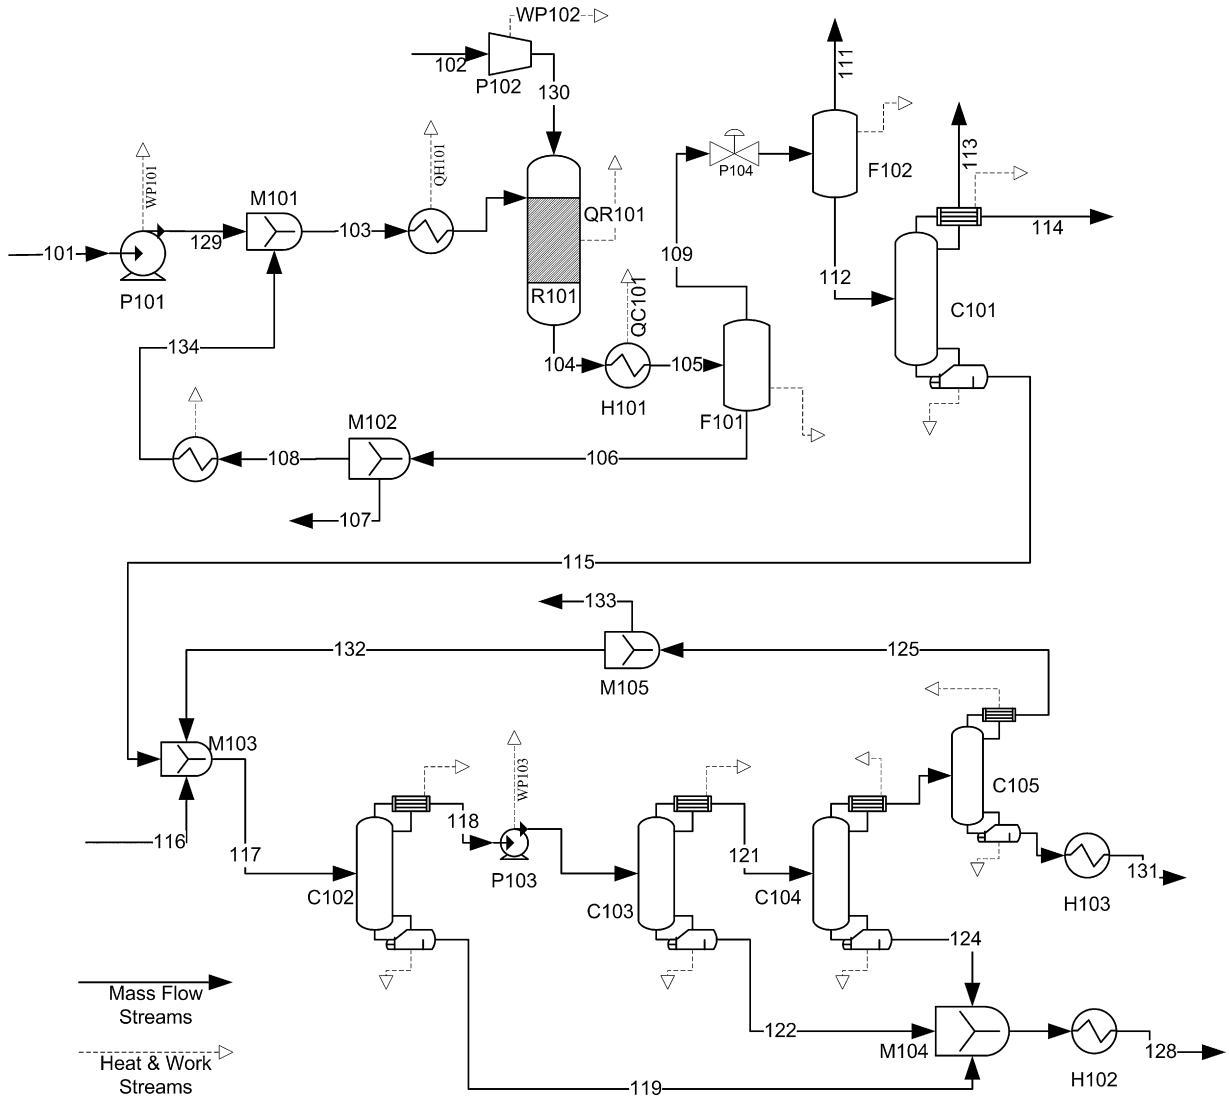 WP102
102
P102
130
111
113
WP101
QH101
P104
F102
M101
QR101
114
101
129
103
109
P101
R101
QC101
112
C101
134
104
105
H101
F101
M102
108
106
107
115
133
132
125
M105
M103
WP103
C105
116
117
118
121
P103
131
C102
C103
C104
H103
124
Mass Flow
Streams
122
M104
128
Heat & Work
Streams
H102
119